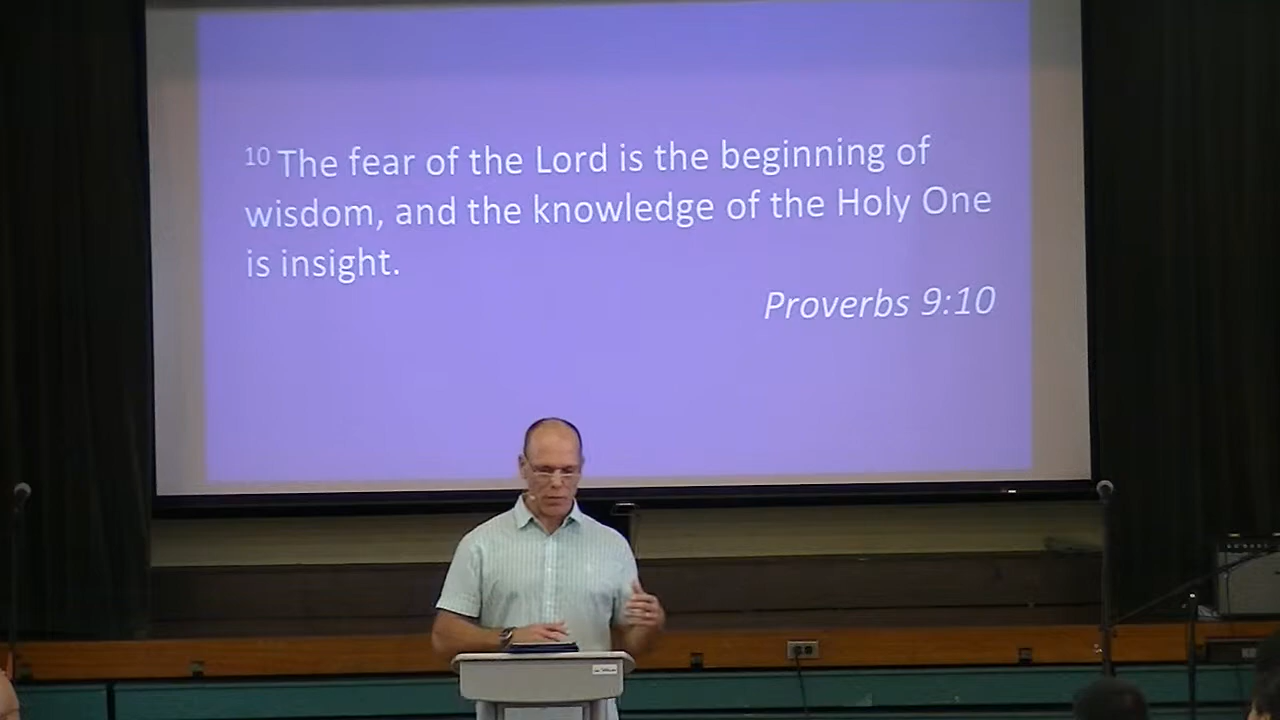 10 The fear of the Lord is the beginning of
wisdom, and the knowledge of the Holy One
is insight.
Proverbs 9:10